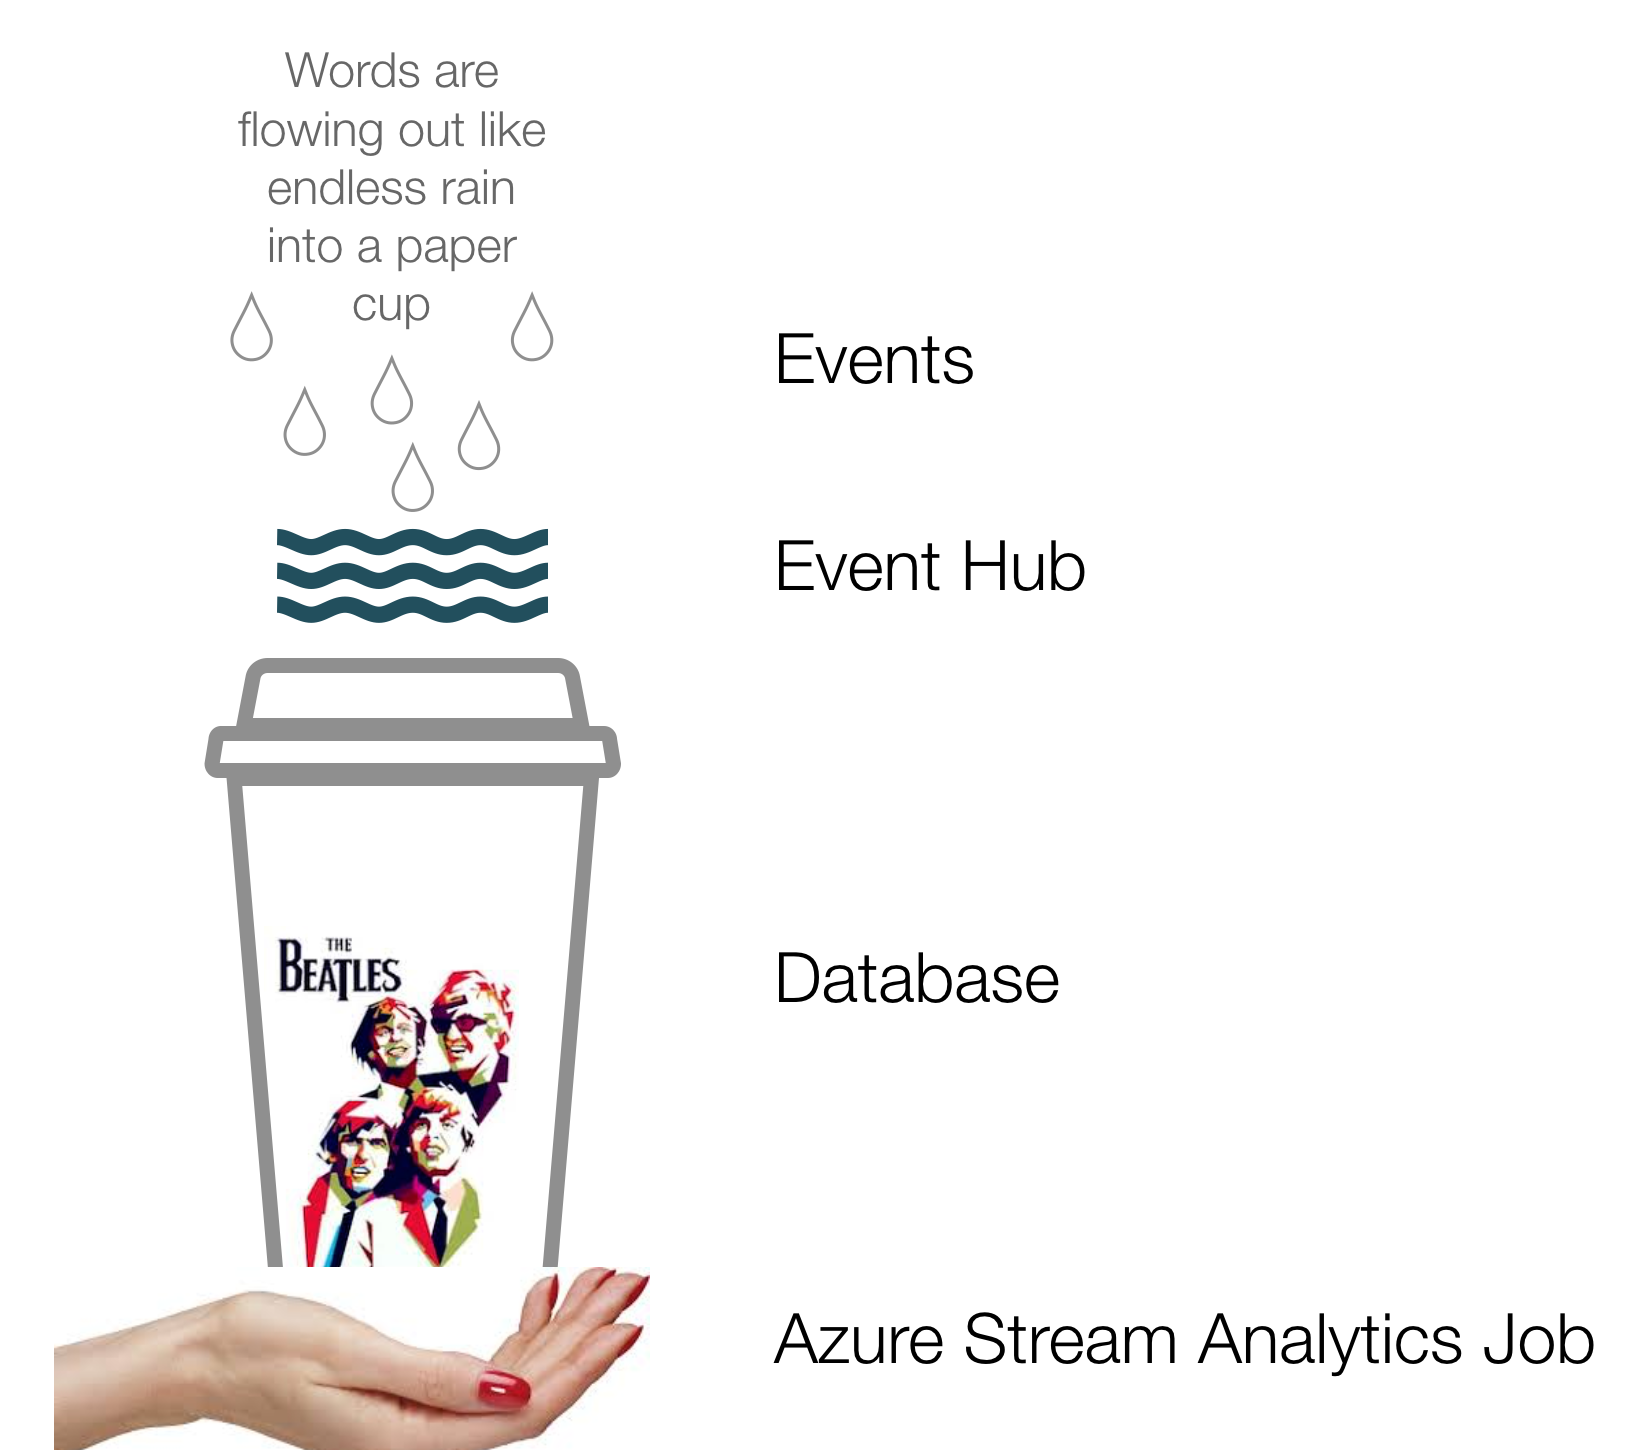 Words are
flowing out like
endless rain
into a paper
cup
Events
Event Hub
THE
BEATLES
Database
Azure Stream Analytics Job